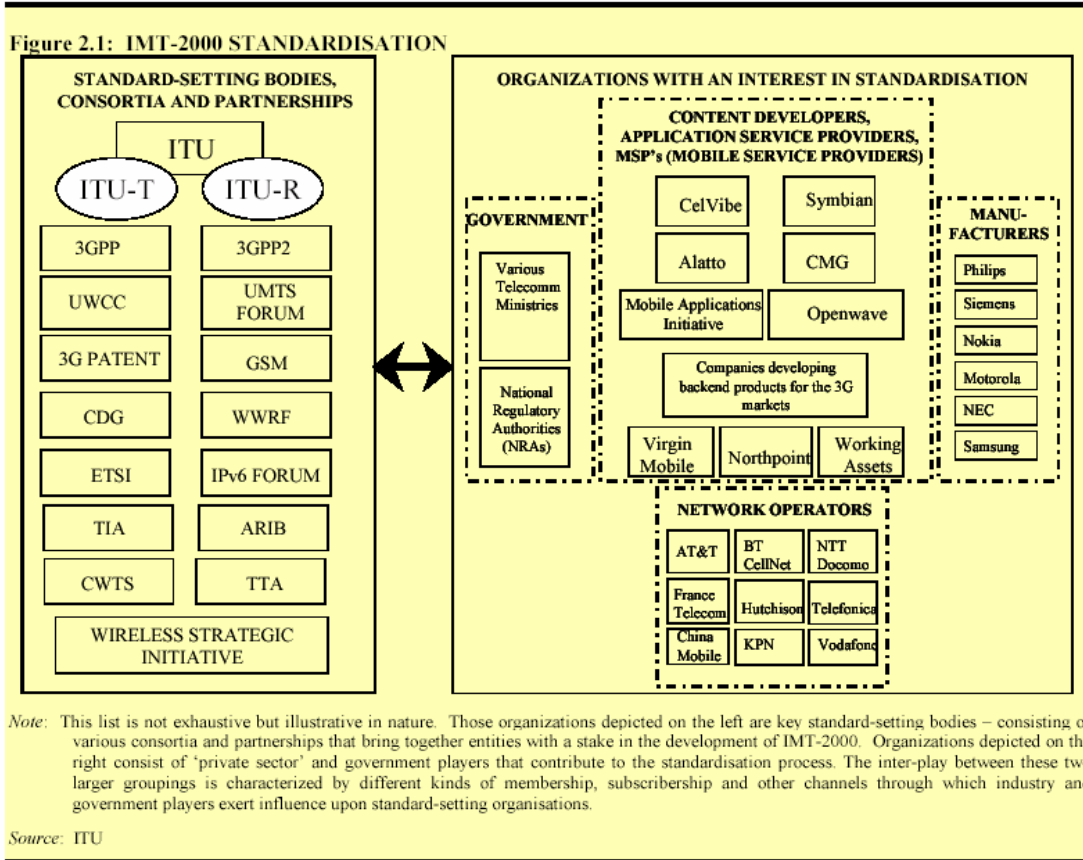 Figure 2.1: IMT-2000 STANDARDISATION
STANDARD-SETTING BODIES,
CONSORTIA AND PARTNERSHIPS
ITU
ITU-T
ITU-R
3GPP
3GPP2
UWCC
UMTS
FORUM
3G PATENT
GSM
CDG
WWRF
ETSI
IPv6 FORUM
TIA
ARIB
CWTS
TTA
WIRELESS STRATEGIC
INITIATIVE
ORGANIZATIONS WITH AN INTEREST IN STANDARDISATION
GOVERNMENT
Various
Telecomm
Ministries
National
Regulatory
Authorities
(NRAs)
CONTENT DEVELOPERS,
APPLICATION SERVICE PROVIDERS,
MSP's (MOBILE SERVICE PROVIDERS)
CelVibe
Symbian
Alatto
CMG
Mobile Applications
Initiative
Openwave
Companies developing
backend products for the 3G
markets
Virgin
Mobile
Northpoint
Working
Assets
MANU-
FACTURERS
Philips
Siemens
Nokia
Motorola
NEC
Samsung
NETWORK OPERATORS
AT&T
BT
CellNet
NTT
Docomo
France
Telecom
Hutchison
Telefonica
China
Mobile
KPN
Vodafone
Note: This list is not exhaustive but illustrative in nature. Those organizations depicted on the left are key standard-setting bodies – consisting
various consortia and partnerships that bring together entities with a stake in the development of IMT-2000. Organizations depicted on
right consist of 'private sector' and government players that contribute to the standardisation process. The inter-play between these
larger groupings is characterized by different kinds of membership, subscribership and other channels through which industry
government players exert influence upon standard-setting organisations.
Source: ITU